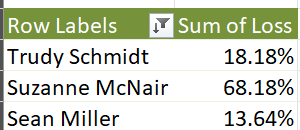 Row Labels Sum of Loss
Trudy Schmidt 18.18%
Suzanne McNair 68.18%
Sean Miller 13.64%